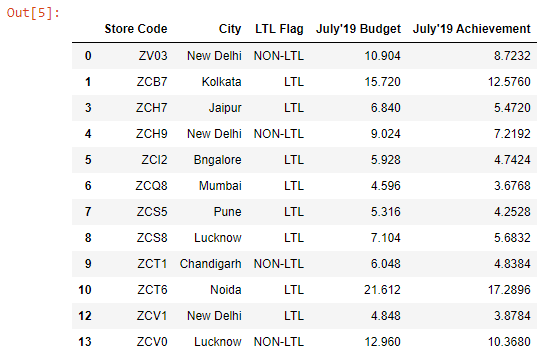 Out[5]:
Store Code City LTL Flag July'19 Budget July'19 Achievement
0 ZV03 New Delhi NON-LTL 10.904 8.7232
1 ZCB7 Kolkata LTL 15.720 12.5760
3 ZCH7 Jaipur LTL 6.840 5.4720
4 ZCH9 New Delhi NON-LTL 9.024 7.2192
5 ZCI2 Bngalore LTL 5.928 4.7424
6 ZCQ8 Mumbai LTL 4.596 3.6768
7 ZCS5 Pune LTL 5.316 4.2528
8 ZCS8 Lucknow LTL 7.104 5.6832
9 ZCT1 Chandigarh NON-LTL 6.048 4.8384
10 ZCT6 Noida LTL 21.612 17.2896
12 ZCV1 New Delhi LTL 4.848 3.8784
13 ZCV0 Lucknow NON-LTL 12.960 10.3680